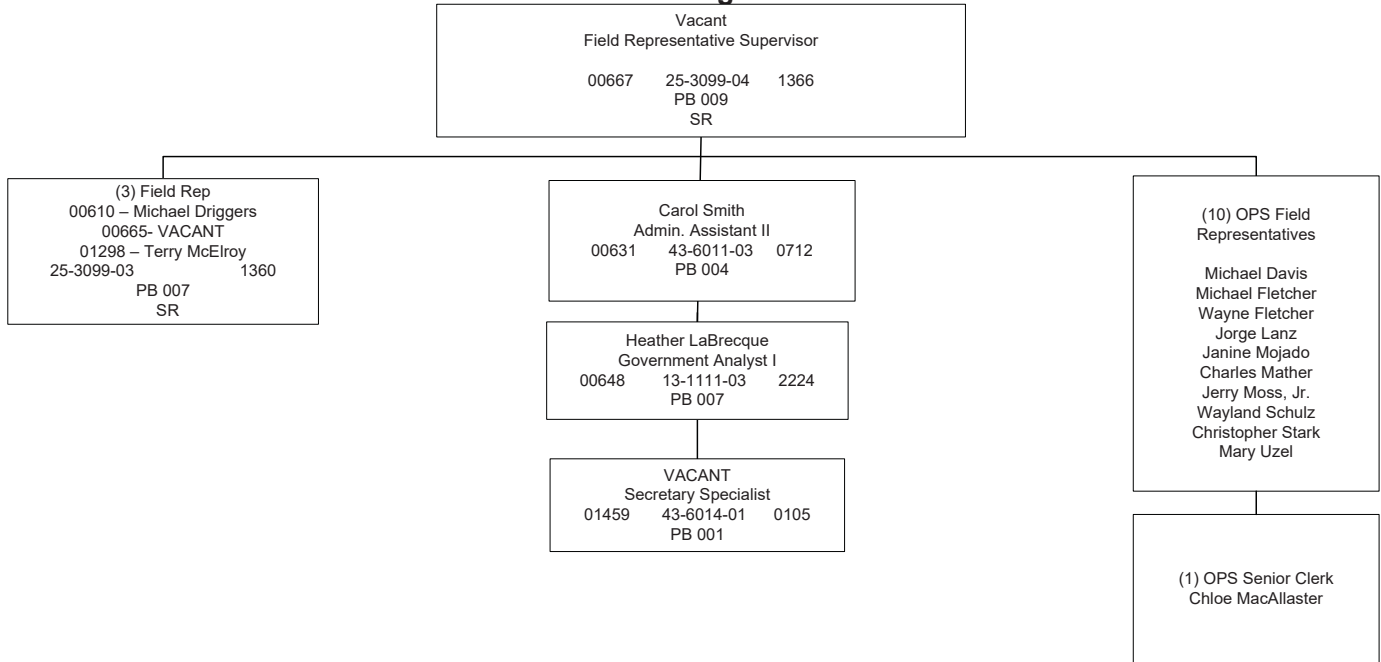 Vacant
Field Representative Supervisor
00667 25-3099-04 1366
PB 009
SR
(3) Field Rep
00610 – Michael Driggers
00665- VACANT
01298 – Terry McElroy
25-3099-03 1360
PB 007
SR
Carol Smith
Admin. Assistant II
00631 43-6011-03 0712
PB 004
Heather LaBrecque
Government Analyst I
00648 13-1111-03 2224
PB 007
VACANT
Secretary Specialist
01459 43-6014-01 0105
PB 001
(10) OPS Field
Representatives
Michael Davis
Michael Fletcher
Wayne Fletcher
Jorge Lanz
Janine Mojado
Charles Mather
Jerry Moss, Jr.
Wayland Schulz
Christopher Stark
Mary Uzel
(1) OPS Senior Clerk
Chloe MacAllaster